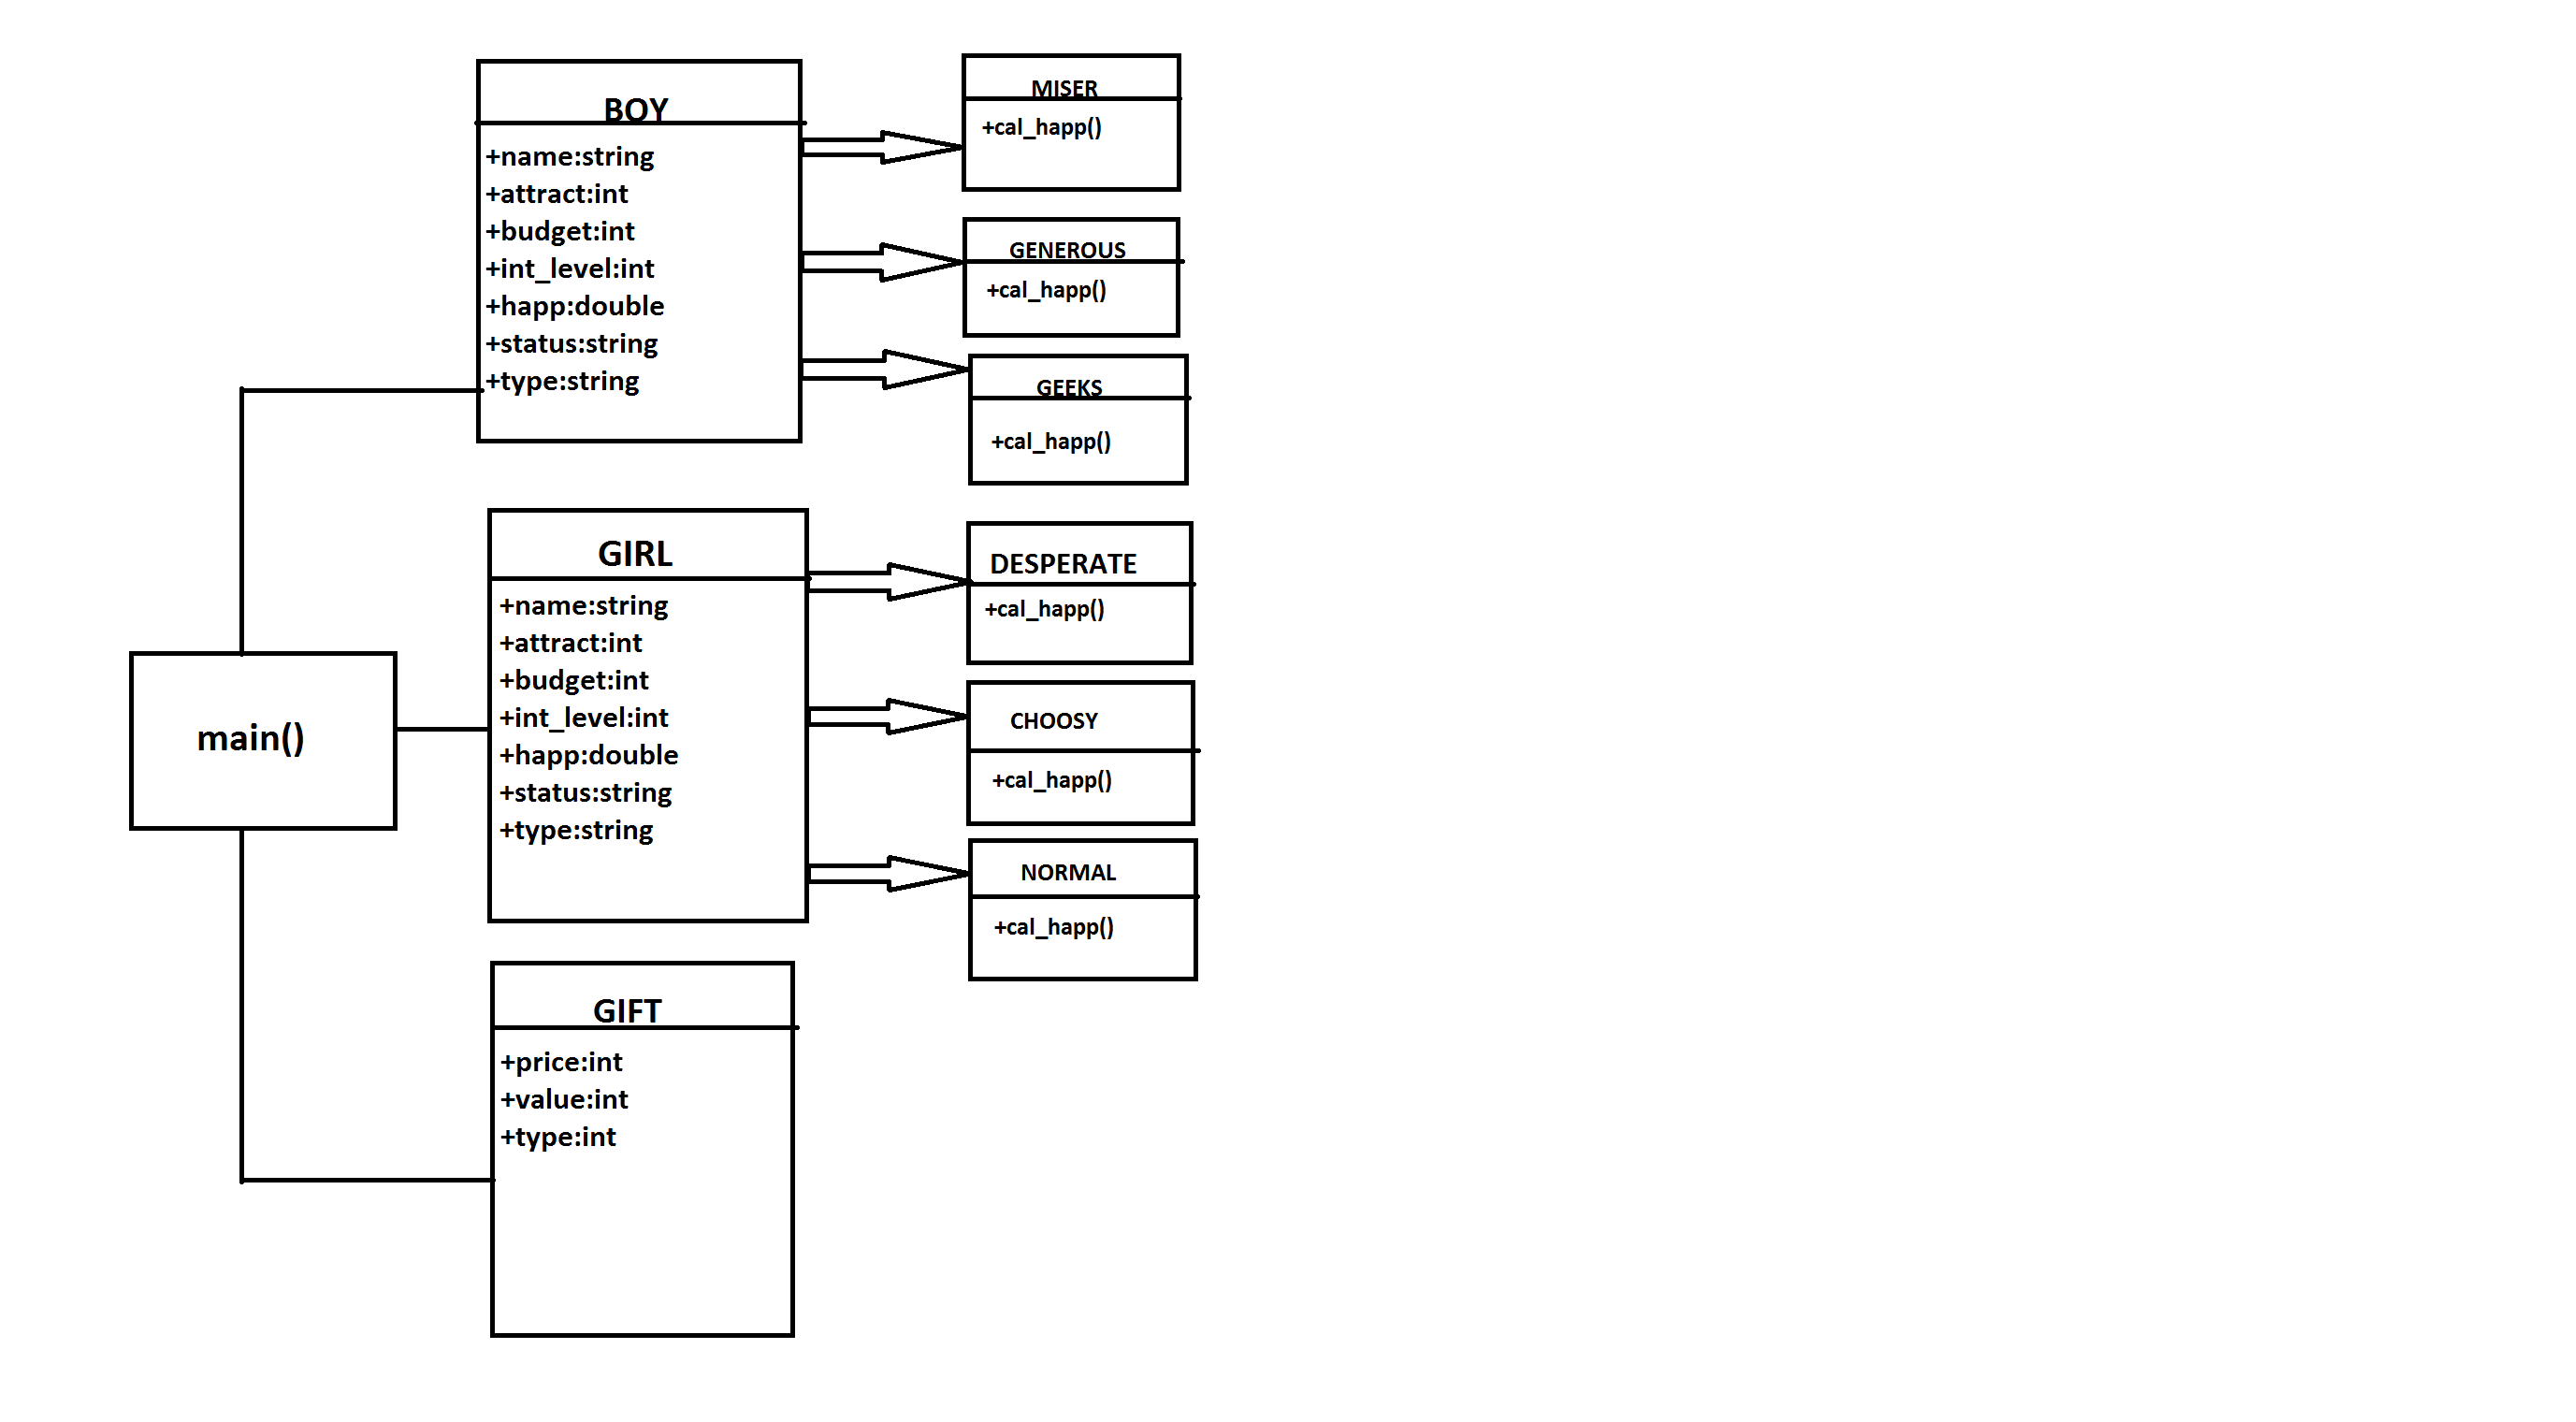 BOY
+name:string
+attract:int
+budget:int
+int_level:int
+happ:double
+status:string
+type:string
MISER
+cal_happ()
GENEROUS
+cal_happ()
GEEKS
+cal_happ()
main()
GIRL
+name:string
+attract:int
+budget:int
+int_level:int
+happ:double
+status:string
+type:string
DESPERATE
+cal_happ()
CHOOSY
+cal_happ()
NORMAL
+cal_happ()
GIFT
+price:int
+value:int
+type:int